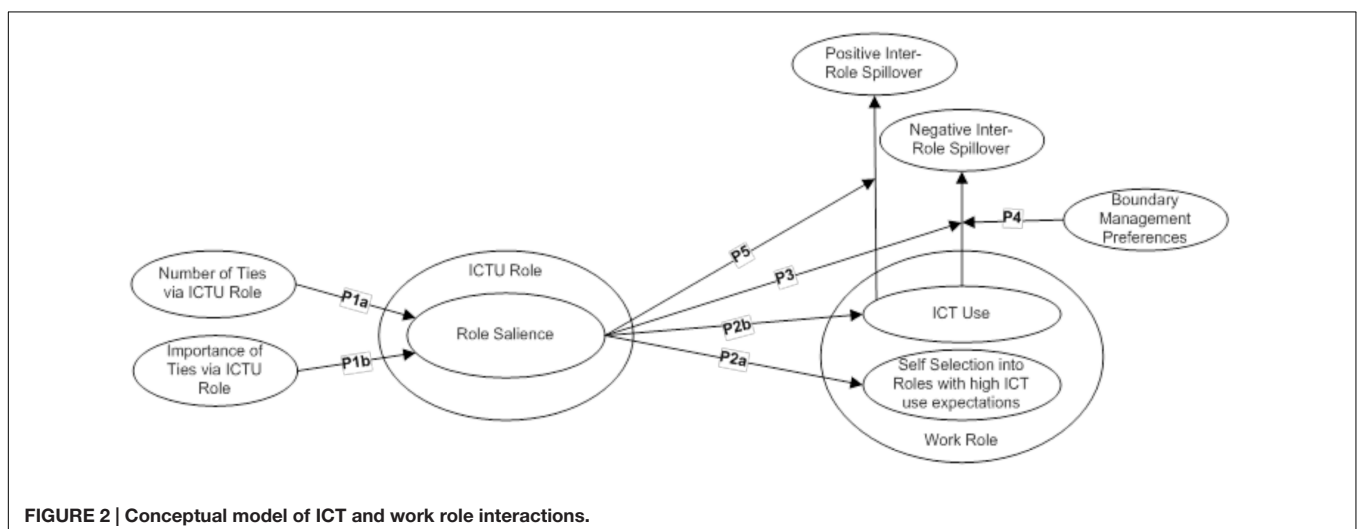 Positive Inter-
Role Spillover
Negative Inter-
Role Spillover
Boundary
Management
Preferences
P4
P5
P3
ICTU Role
Number of Ties
via ICTU Role
P1a
Role Salience
P2b
ICT Use
Importance of
Ties via ICTU
Role
P1b
P2a
Self Selection into
Roles with high ICT
use expectations
Work Role
FIGURE 2 | Conceptual model of ICT and work role interactions.